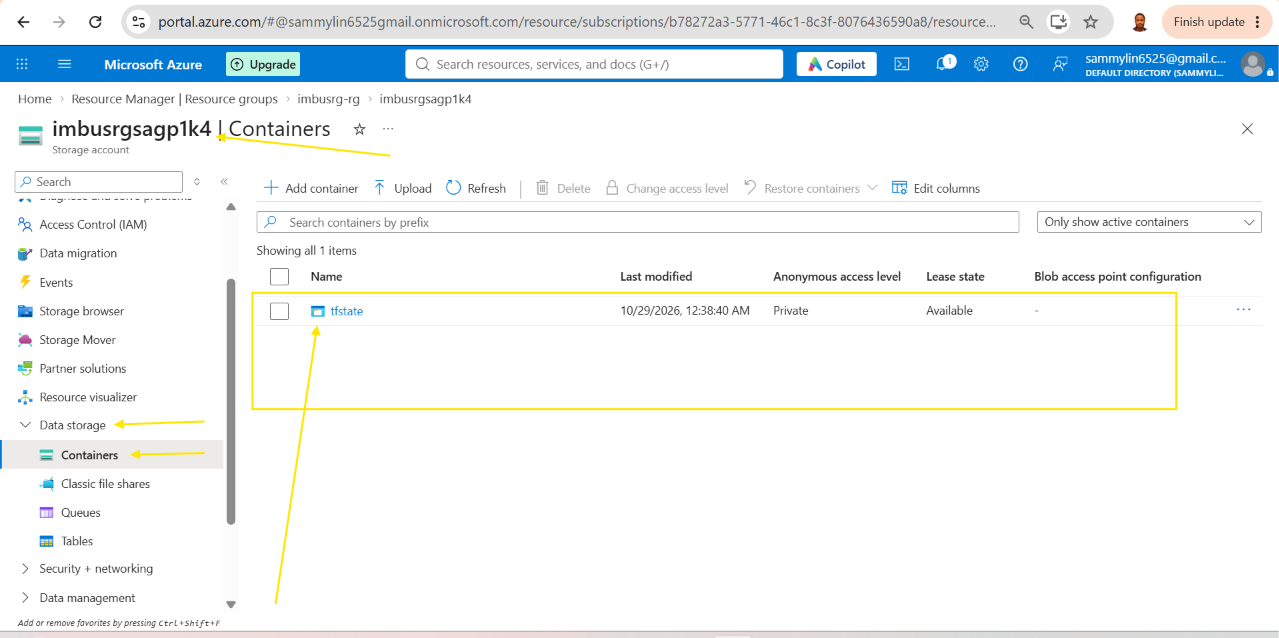 portal.azure.com/#@sammylin6525gmail.onmicrosoft.com/resource/subscriptions/b78272a3-5771-46c1-8c3f-8076436590a8/resource...
Finish update
Microsoft Azure
Upgrade
Search resources, services, and docs (G+/)
Copilot
1
sammylin6525@gmail.c...
DEFAULT DIRECTORY (SAMMYLI...
Home > Resource Manager | Resource groups > imbusrg-rg > imbusrgsagp1k4
imbusrgsagp1k4 | Containers
Storage account
Search
Add container Upload Refresh Delete Change access level Restore containers Edit columns
Diagnose and solve problems
Access Control (IAM)
Data migration
Events
Storage browser
Storage Mover
Partner solutions
Resource visualizer
Data storage
Containers
Classic file shares
Queues
Tables
Security + networking
Data management
Add or remove favorites by pressing Ctrl+Shift+F
Search containers by prefix
Only show active containers
Showing all 1 items
Name Last modified Anonymous access level Lease state Blob access point configuration
tfstate 10/29/2026, 12:38:40 AM Private Available -